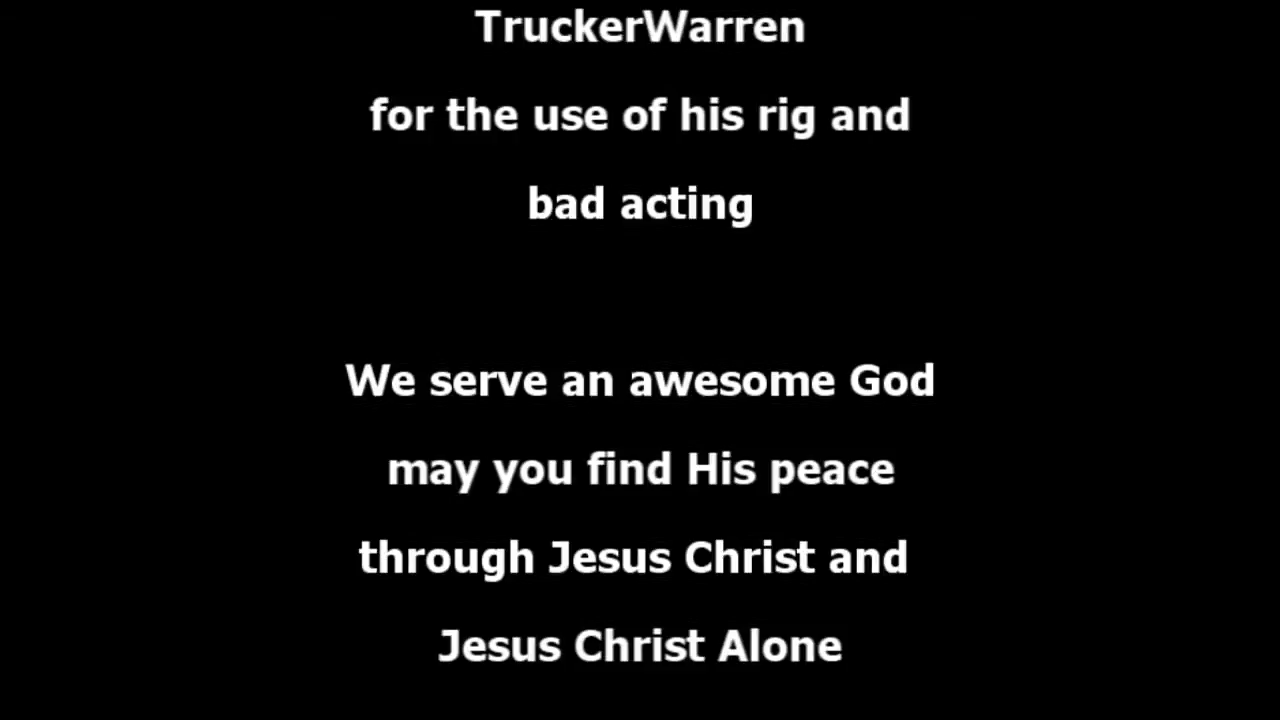 TruckerWarren
for the use of his rig and
bad acting
We serve an awesome God
may you find His peace
through Jesus Christ and
Jesus Christ Alone